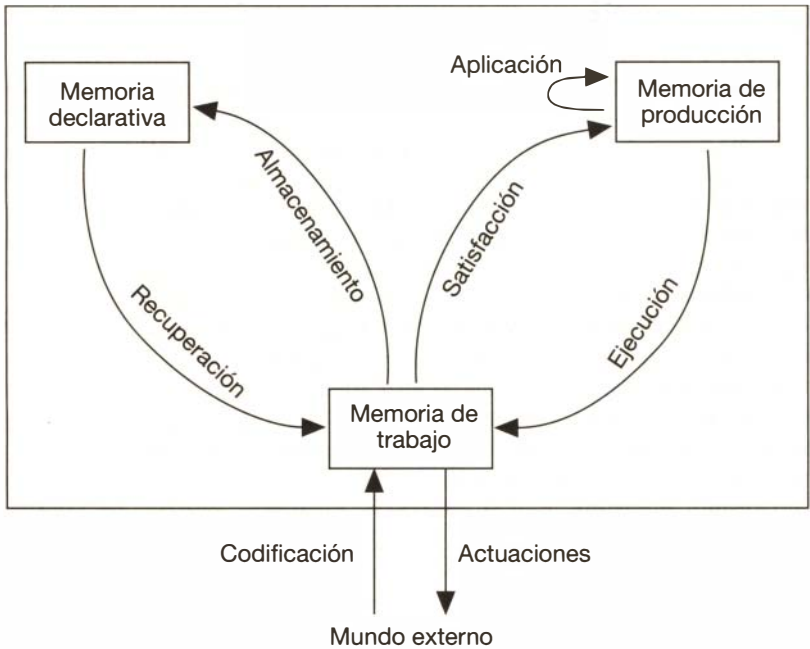 Aplicación
Memoria
declarativa
Memoria de
producción
Almacenamiento
Satisfacción
Recuperación
Ejecución
Memoria de
trabajo
Codificación
Actuaciones
Mundo externo